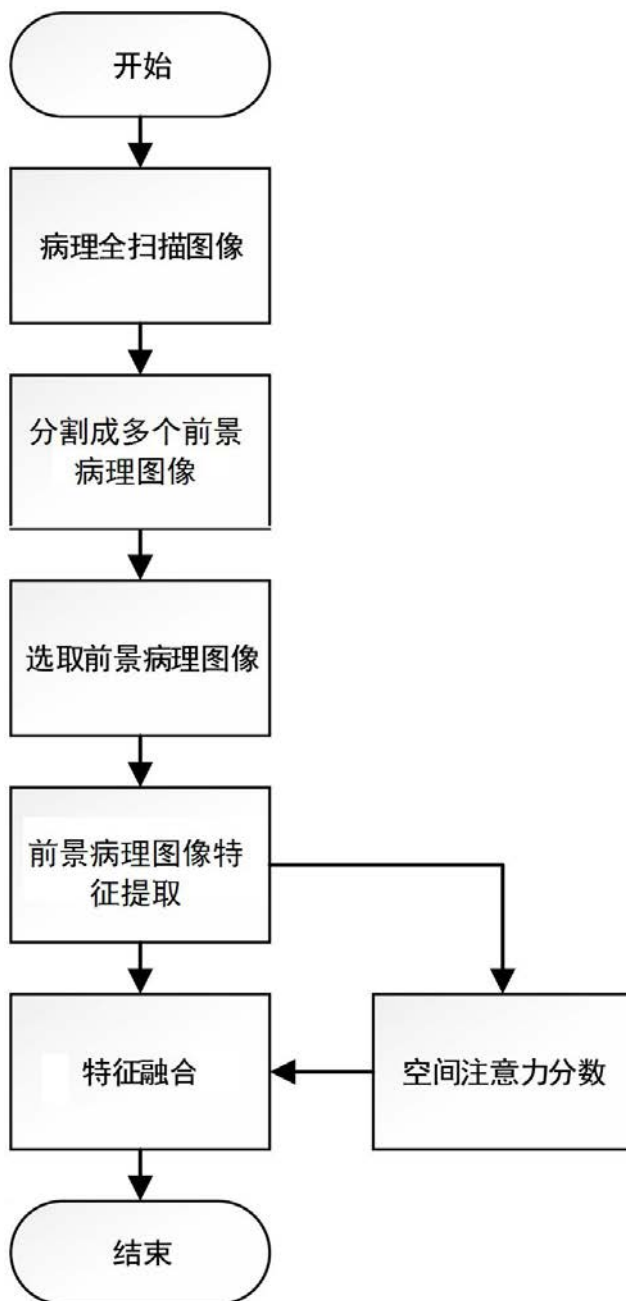 开始
病理全扫描图像
分割成多个前景
病理图像
选取前景病理图像
前景病理图像特
征提取
特征融合
空间注意力分数
结束